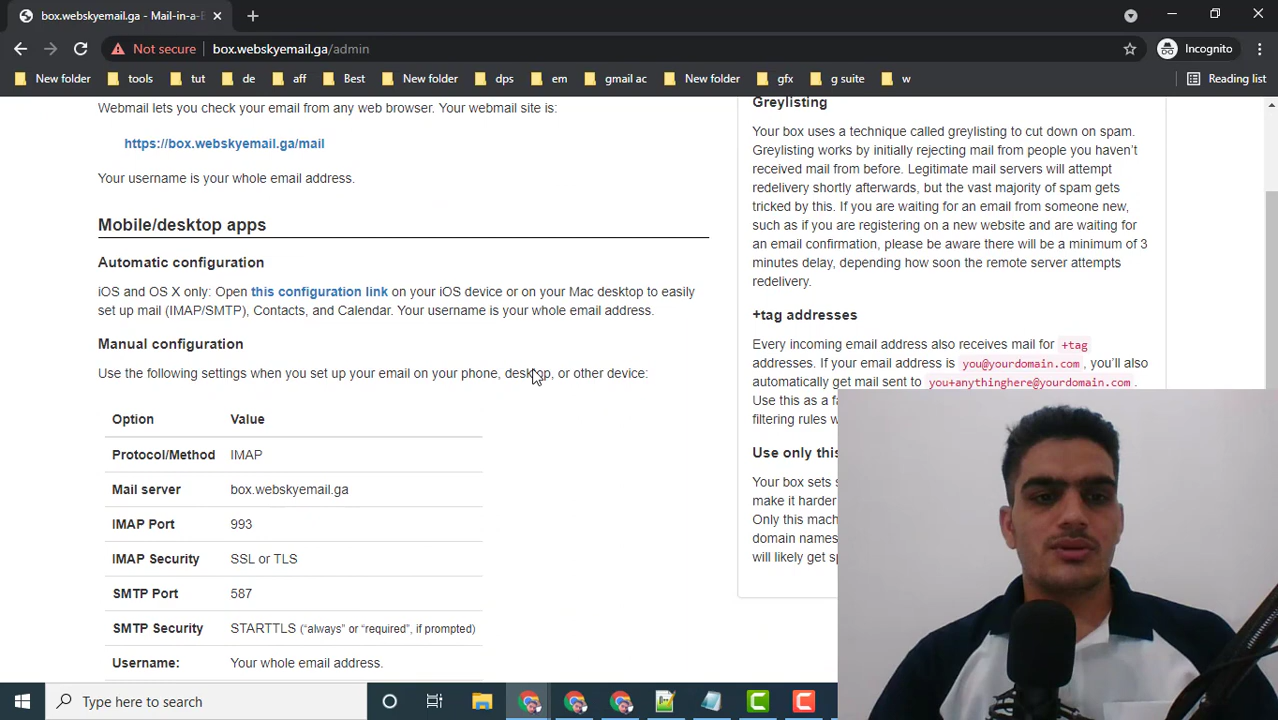 box.webskyemail.ga - Mail-in-a-B
Not secure box.webskyemail.ga/admin Incognito
New folder tools tut de aff Best New folder dps em gmail ac New folder gfx g suite w Reading list
Webmail lets you check your email from any web browser. Your webmail site is:
https://box.webskyemail.ga/mail
Your username is your whole email address.
Mobile/desktop apps
Automatic configuration
iOS and OS X only: Open this configuration link on your iOS device or on your Mac desktop to easily
set up mail (IMAP/SMTP), Contacts, and Calendar. Your username is your whole email address.
Manual configuration
Use the following settings when you set up your email on your phone, desktop, or other device:
Option Value
Protocol/Method IMAP
Mail server box.webskyemail.ga
IMAP Port 993
IMAP Security SSL or TLS
SMTP Port 587
SMTP Security STARTTLS (“always” or “required”, if prompted)
Username: Your whole email address.
Greylisting
Your box uses a technique called greylisting to cut down on spam.
Greylisting works by initially rejecting mail from people you haven’t
received mail from before. Legitimate mail servers will attempt
redelivery shortly afterwards, but the vast majority of spam gets
tricked by this. If you are waiting for an email from someone new,
such as if you are registering on a new website and are waiting for
an email confirmation, please be aware there will be a minimum of 3
minutes delay, depending how soon the remote server attempts
redelivery.
+tag addresses
Every incoming email address also receives mail for +tag
addresses. If your email address is you@yourdomain.com, you’ll also
automatically get mail sent to you+anythinghere@yourdomain.com.
Use this as a fa
filtering rules w
Use only this
Your box sets s
make it harder
Only this mach
domain names
will likely get sp
Type here to search